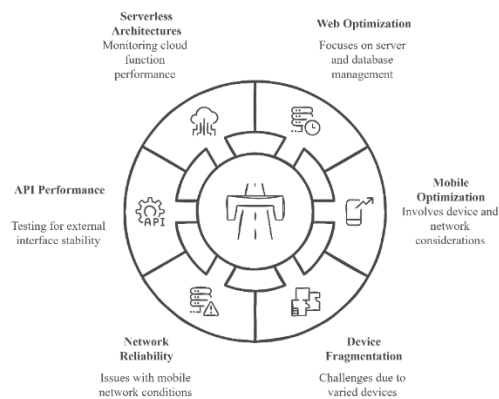 Serverless
Architectures
Monitoring cloud
function
performance
Web Optimization
Focuses on server
and database
management
API Performance
Testing for external
interface stability
API
Mobile
Optimization
Involves device and
network
considerations
Network
Reliability
Issues with mobile
network conditions
Device
Fragmentation
Challenges due to
varied devices